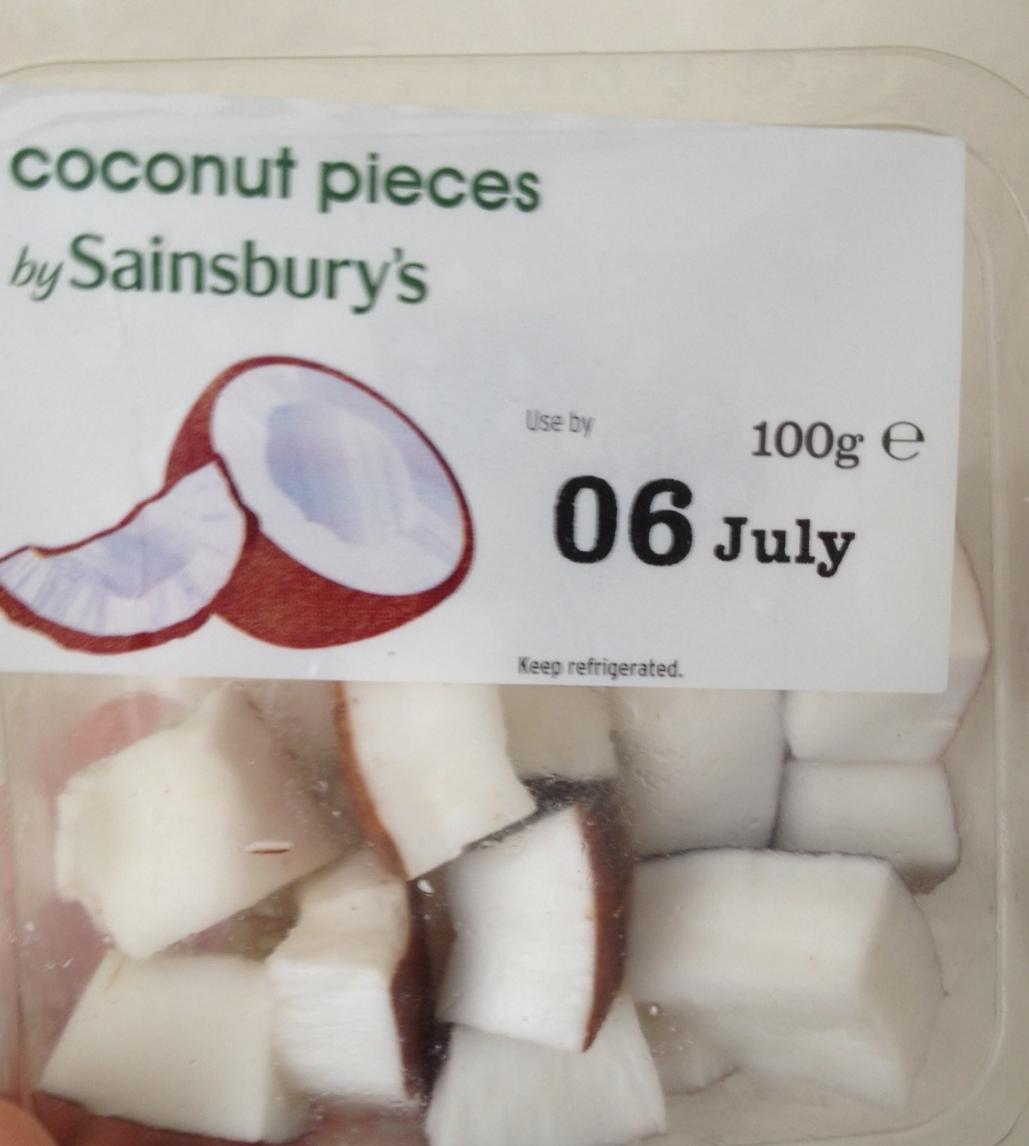 coconut pieces
by Sainsbury's
Use by
100g ℮
06 July
Keep refrigerated.